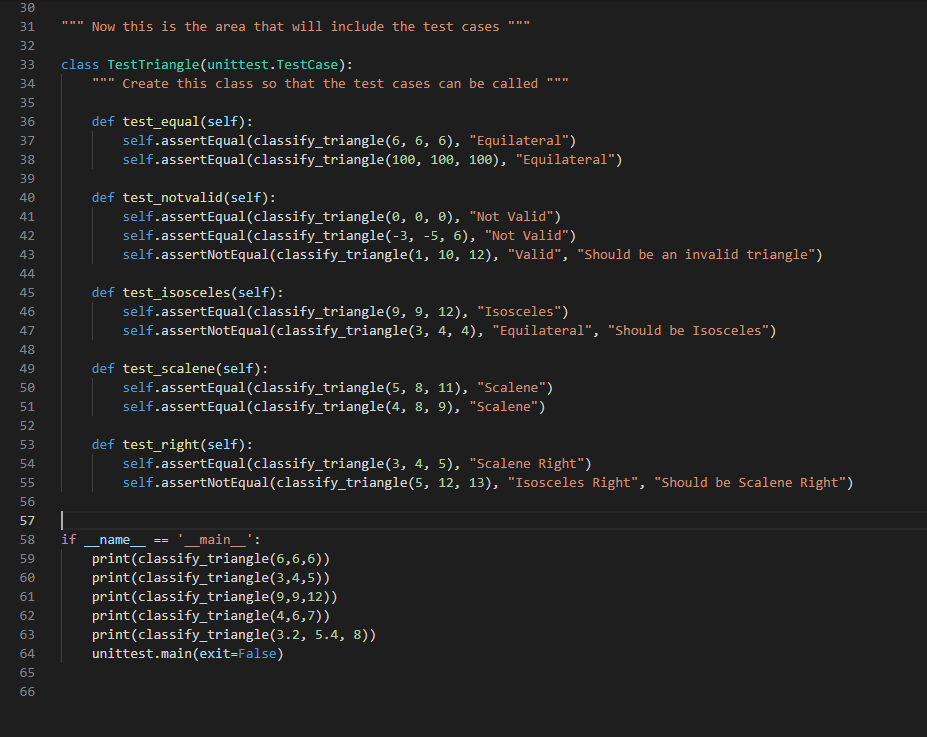 30
31 """ Now this is the area that will include the test cases """
32
33 class TestTriangle(unittest.TestCase):
34     """ Create this class so that the test cases can be called """
35
36     def test_equal(self):
37         self.assertEqual(classify_triangle(6, 6, 6), "Equilateral")
38         self.assertEqual(classify_triangle(100, 100, 100), "Equilateral")
39
40     def test_notvalid(self):
41         self.assertEqual(classify_triangle(0, 0, 0), "Not Valid")
42         self.assertEqual(classify_triangle(-3, -5, 6), "Not Valid")
43         self.assertNotEqual(classify_triangle(1, 10, 12), "Valid", "Should be an invalid triangle")
44
45     def test_isosceles(self):
46         self.assertEqual(classify_triangle(9, 9, 12), "Isosceles")
47         self.assertNotEqual(classify_triangle(3, 4, 4), "Equilateral", "Should be Isosceles")
48
49     def test_scalene(self):
50         self.assertEqual(classify_triangle(5, 8, 11), "Scalene")
51         self.assertEqual(classify_triangle(4, 8, 9), "Scalene")
52
53     def test_right(self):
54         self.assertEqual(classify_triangle(3, 4, 5), "Scalene Right")
55         self.assertNotEqual(classify_triangle(5, 12, 13), "Isosceles Right", "Should be Scalene Right")
56
57
58 if __name__ == '__main__':
59     print(classify_triangle(6,6,6))
60     print(classify_triangle(3,4,5))
61     print(classify_triangle(9,9,12))
62     print(classify_triangle(4,6,7))
63     print(classify_triangle(3.2, 5.4, 8))
64     unittest.main(exit=False)
65
66